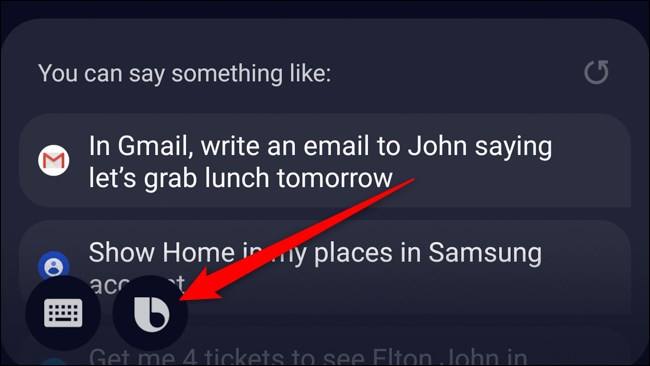 You can say something like:
In Gmail, write an email to John saying
let's grab lunch tomorrow
Show Home in my places in Samsung
account
Get me 4 tickets to see Elton John in